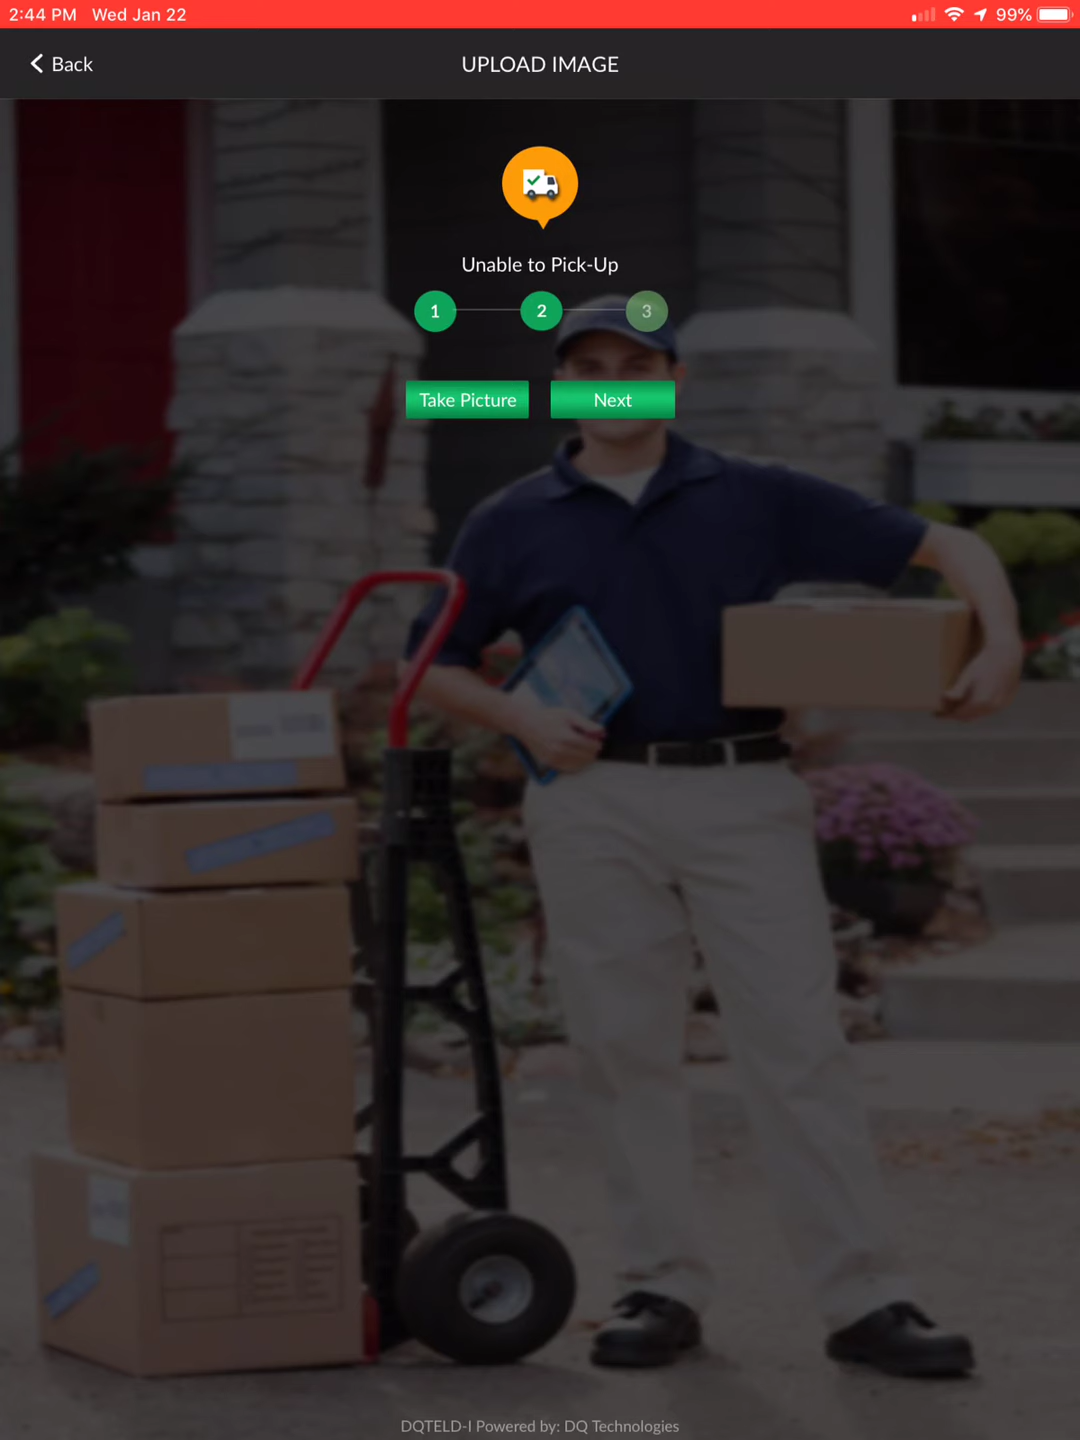 2:44 PM Wed Jan 22 99%
Back
UPLOAD IMAGE
Unable to Pick-Up
1 2 3
Take Picture Next
DQTELD-I Powered by: DQ Technologies